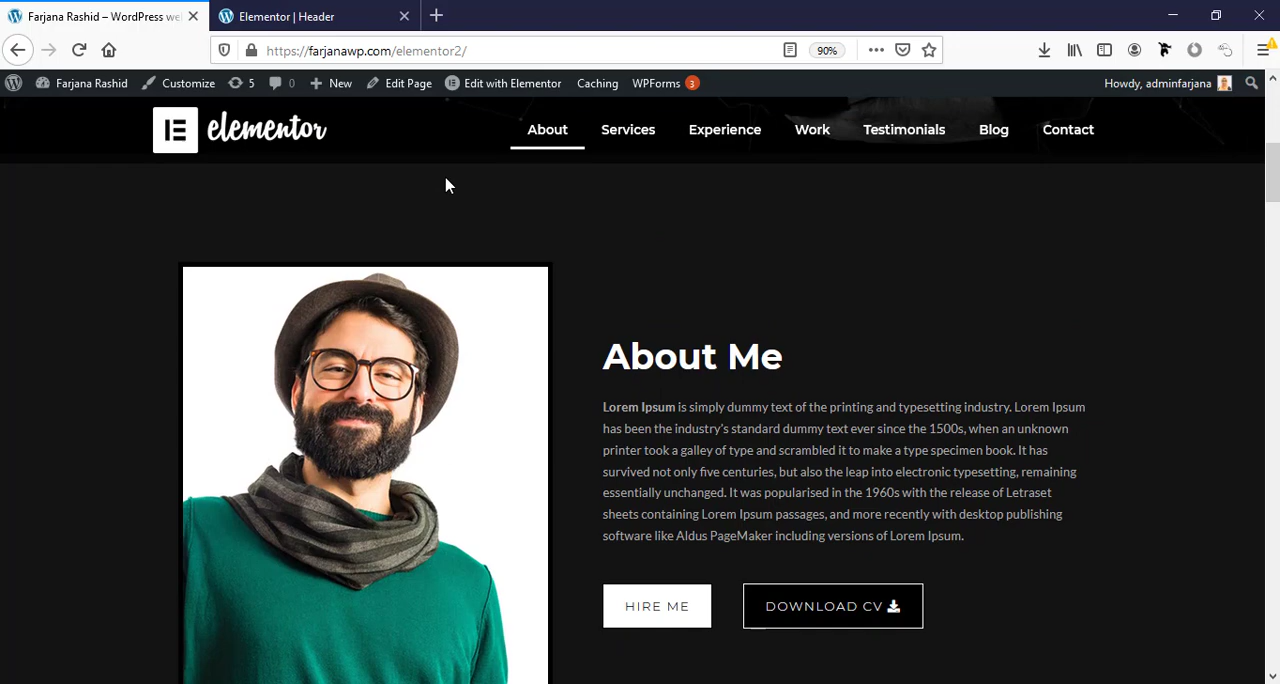 Farjana Rashid – WordPress we
Elementor | Header
https://farjanawp.com/elementor2/
90%
Farjana Rashid
Customize
5
0
New
Edit Page
Edit with Elementor
Caching
WPForms 3
Howdy, adminfarjana
elementor
About
Services
Experience
Work
Testimonials
Blog
Contact
About Me
Lorem Ipsum is simply dummy text of the printing and typesetting industry. Lorem Ipsum
has been the industry's standard dummy text ever since the 1500s, when an unknown
printer took a galley of type and scrambled it to make a type specimen book. It has
survived not only five centuries, but also the leap into electronic typesetting, remaining
essentially unchanged. It was popularised in the 1960s with the release of Letraset
sheets containing Lorem Ipsum passages, and more recently with desktop publishing
software like Aldus PageMaker including versions of Lorem Ipsum.
HIRE ME
DOWNLOAD CV